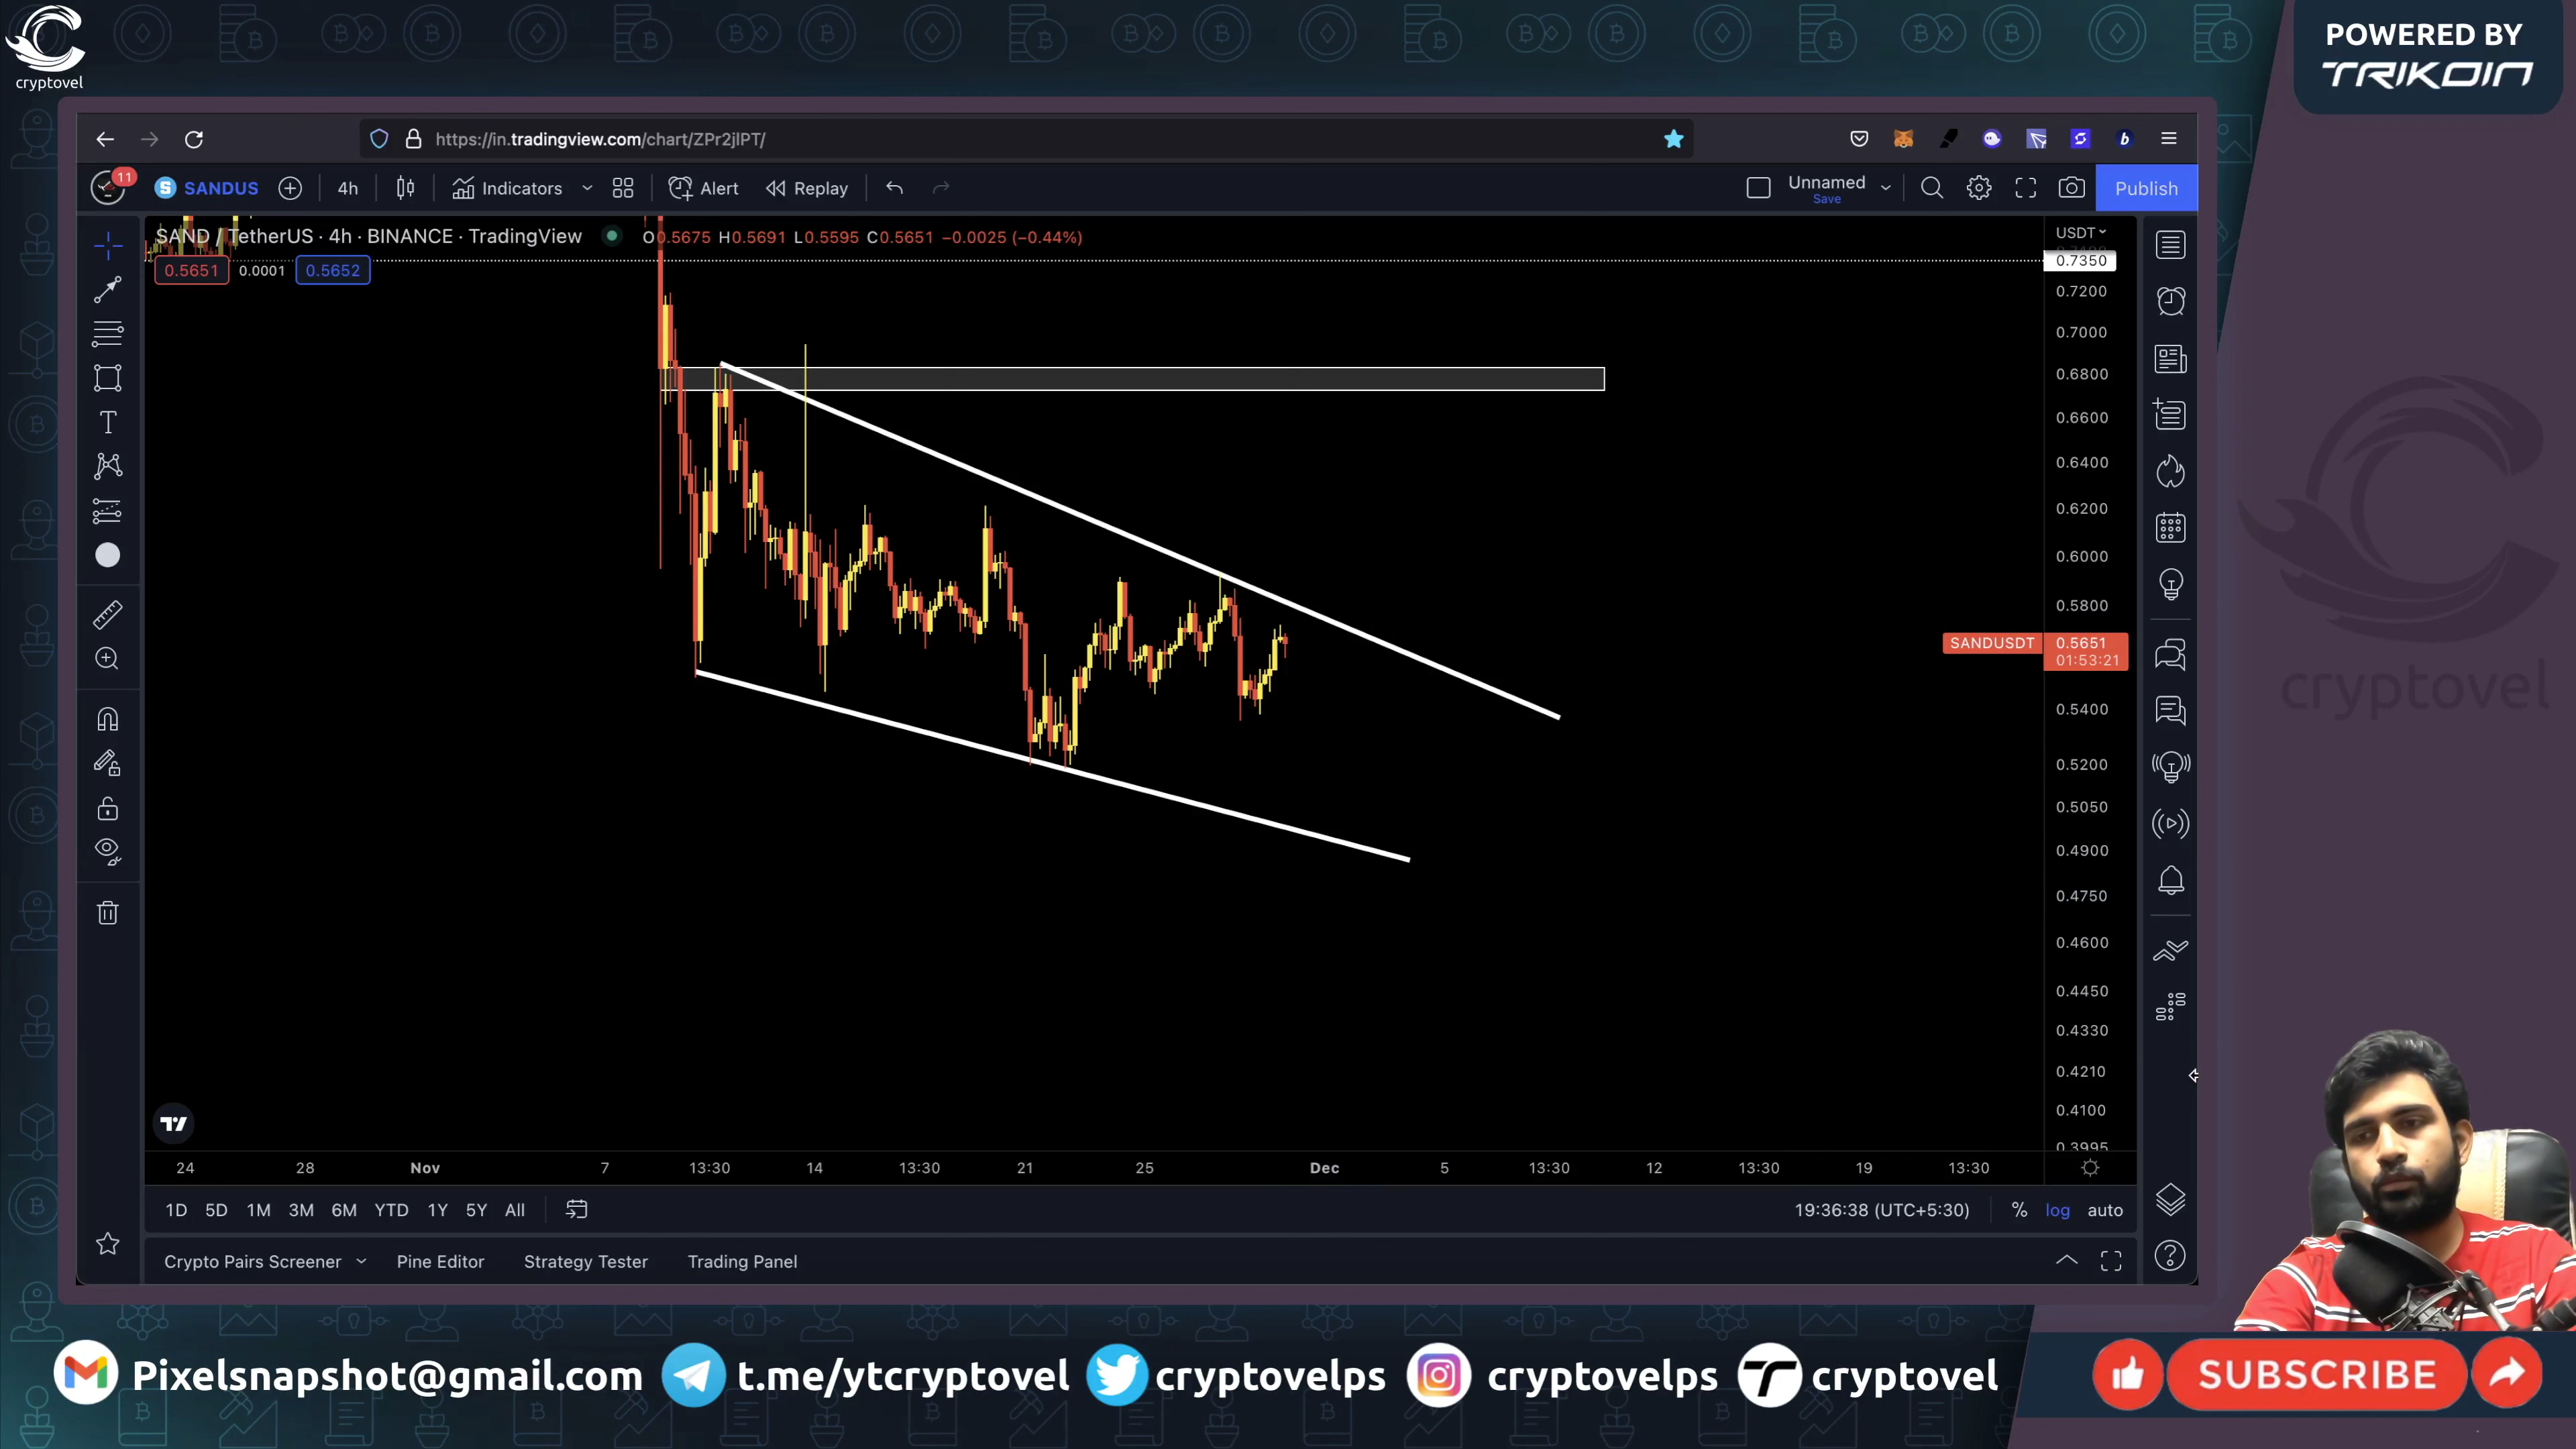 cryptovel
POWERED BY
TRIKOIN
https://in.tradingview.com/chart/ZPr2jIPT/
11
SANDUS
4h
Indicators
Alert
Replay
Unnamed
Save
Publish
SAND / TetherUS · 4h · BINANCE · TradingView
O0.5675 H0.5691 L0.5595 C0.5651 −0.0025 (−0.44%)
0.5651
0.0001
0.5652
USDT
0.7350
0.7200
0.7000
0.6800
0.6600
0.6400
0.6200
0.6000
0.5800
SANDUSDT
0.5651
01:53:21
0.5400
0.5200
0.5050
0.4900
0.4750
0.4600
0.4450
0.4330
0.4210
0.4100
0.3995
cryptovel
24 28 Nov 7 13:30 14 13:30 21 25 Dec 5 13:30 12 13:30 19 13:30
1D 5D 1M 3M 6M YTD 1Y 5Y All
19:36:38 (UTC+5:30)
% log auto
Crypto Pairs Screener
Pine Editor
Strategy Tester
Trading Panel
Pixelsnapshot@gmail.com
t.me/ytcryptovel
cryptovelps
cryptovelps
cryptovel
SUBSCRIBE